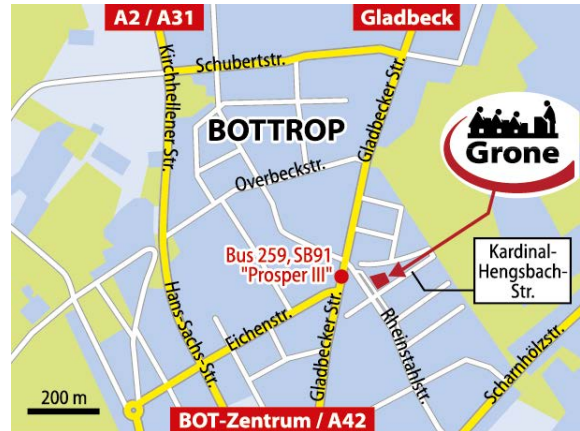 A2 / A31
Gladbeck
Kirchhellener Str.
Schubertstr.
Gladbecker Str.
BOTTROP
Grone
Overbeckstr.
Bus 259, SB91
"Prosper III"
Kardinal-
Hengsbach-
Str.
Hans-Sachs-Str.
Eichenstr.
Gladbecker Str.
Rheinstahlstr.
Scharnhölzstr.
200 m
BOT-Zentrum / A42